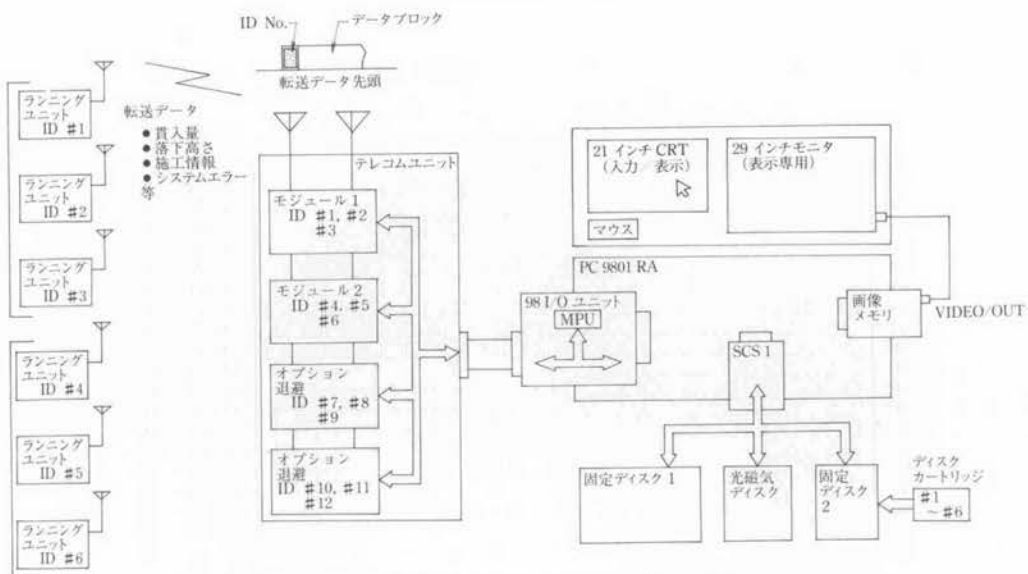 ID No.
データブロック
転送データ先頭
ランニング
ユニット
ID #1
ランニング
ユニット
ID #2
ランニング
ユニット
ID #3
ランニング
ユニット
ID #4
ランニング
ユニット
ID #5
ランニング
ユニット
ID #6
転送データ
●貫入量
●落下高さ
●施工情報
●システムエラー
等
テレコムユニット
モジュール1
ID #1, #2
#3
モジュール2
ID #4, #5
#6
オプション
退避
ID #7, #8
#9
オプション
退避
ID #10, #11
#12
21インチCRT
(入力/表示)
マウス
29インチモニタ
(表示専用)
PC 9801 RA
98 I/Oユニット
MPU
SCS 1
画像
メモリ
VIDEO/OUT
固定ディスク1
光磁気
ディスク
固定
ディスク
2
ディスク
カートリッジ
#1
～#6